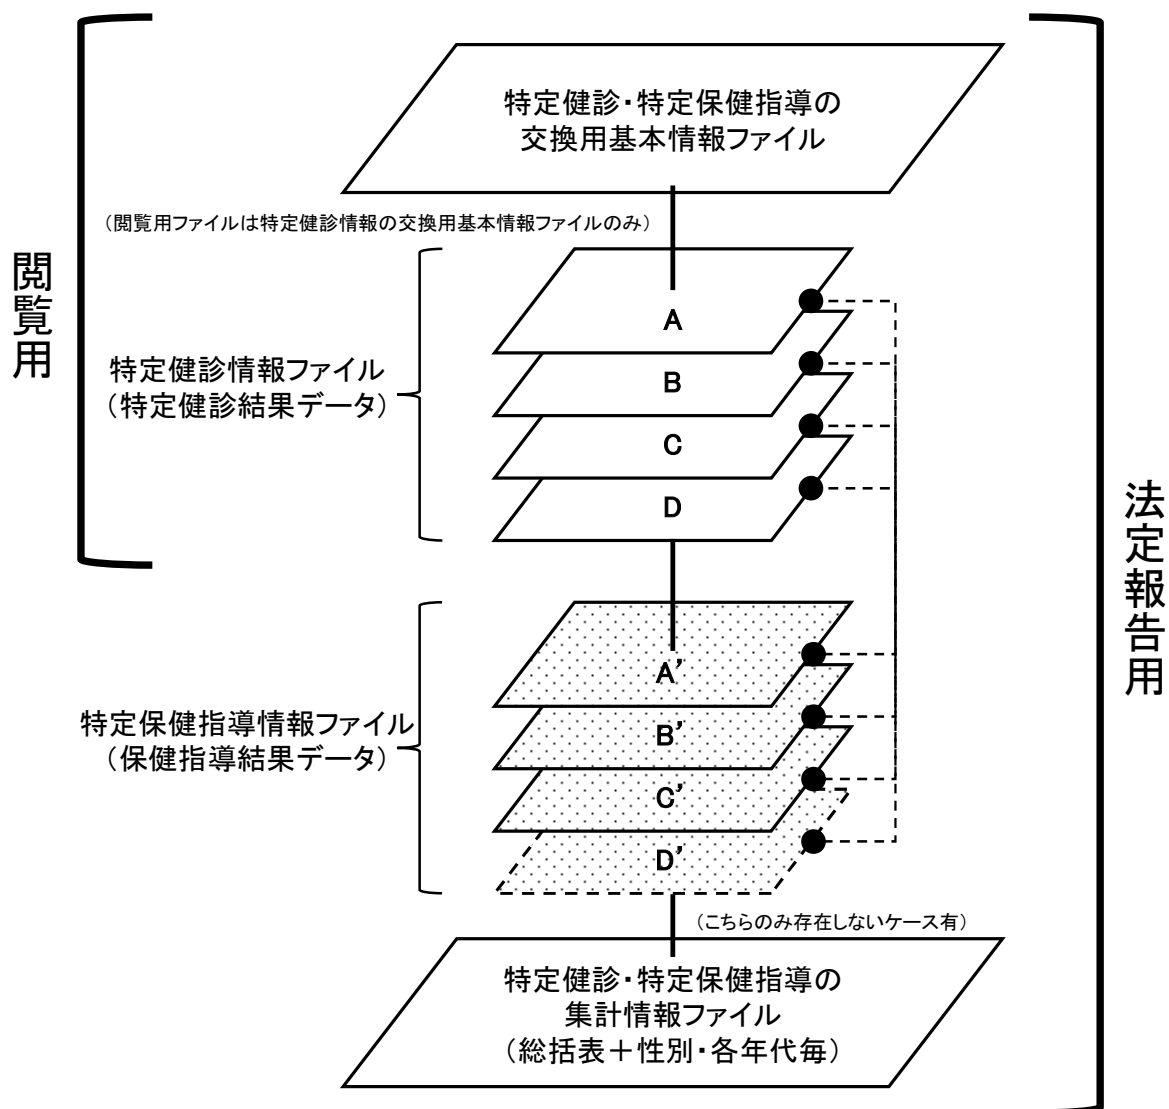 特定健診・特定保健指導の
交換用基本情報ファイル
（閲覧用ファイルは特定健診情報の交換用基本情報ファイルのみ）
閲覧用
特定健診情報ファイル
（特定健診結果データ）
A
B
C
D
法定報告用
特定保健指導情報ファイル
（保健指導結果データ）
A’
B’
C’
D’
（こちらのみ存在しないケース有）
特定健診・特定保健指導の
集計情報ファイル
（総括表＋性別・各年代毎）